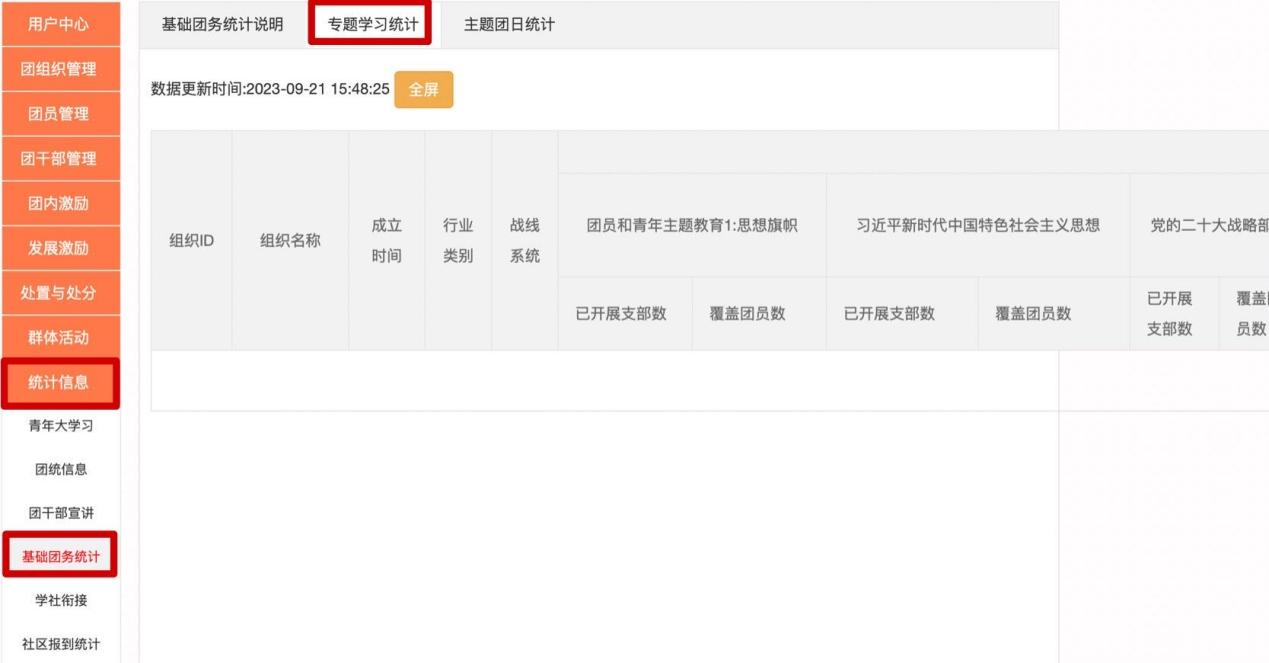 用户中心
团组织管理
团员管理
团干部管理
团内激励
发展激励
处置与处分
群体活动
统计信息
青年大学习
团统信息
团干部宣讲
基础团务统计
学社衔接
社区报到统计
基础团务统计说明
专题学习统计
主题团日统计
数据更新时间:2023-09-21 15:48:25
全屏
组织ID
组织名称
成立
时间
行业
类别
战线
系统
团员和青年主题教育1:思想旗帜
习近平新时代中国特色社会主义思想
党的二十大战略部
已开展支部数
覆盖团员数
已开展支部数
覆盖团员数
已开展
支部数
覆盖
员数